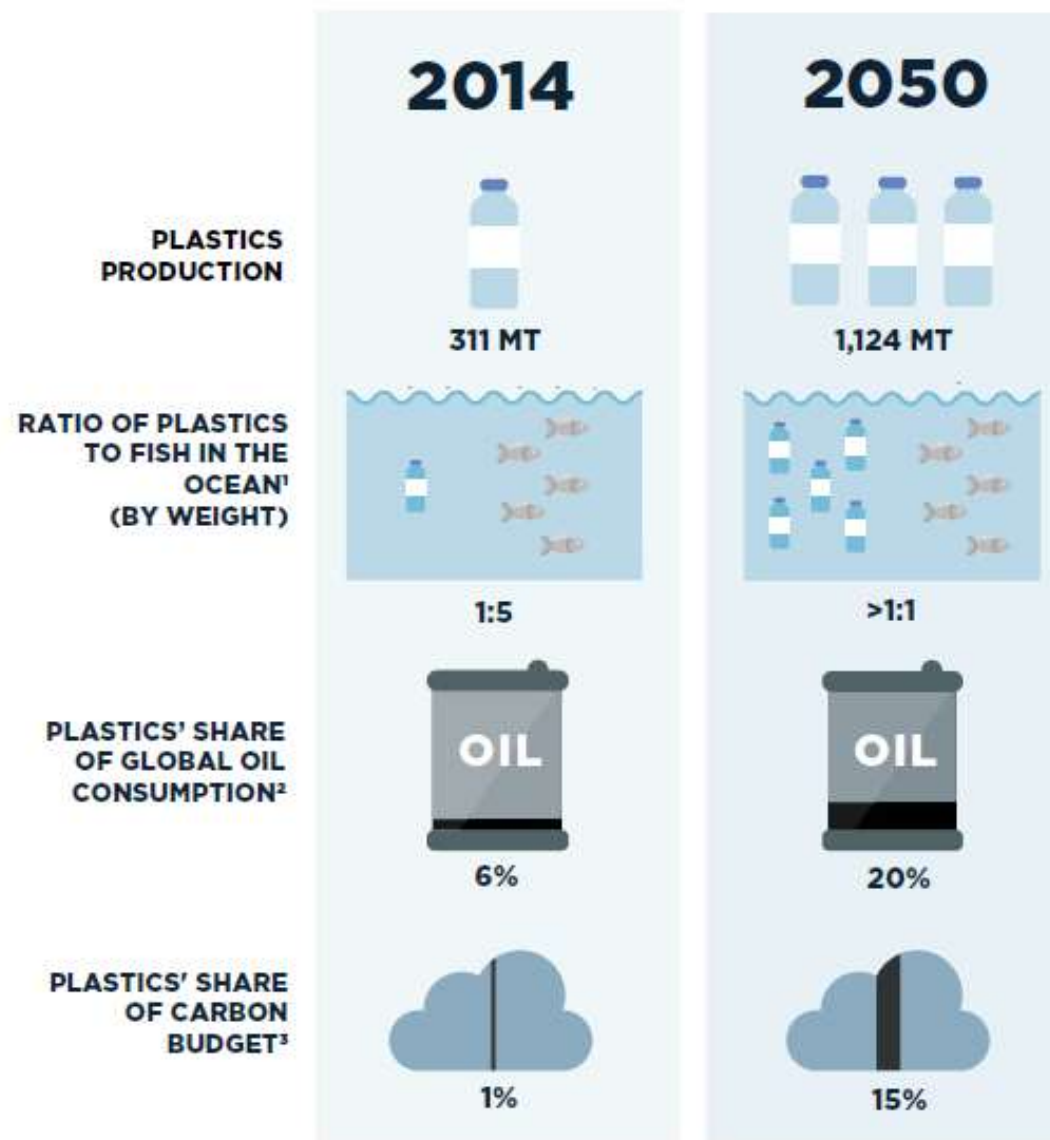 2014
2050
PLASTICS
PRODUCTION
311 MT
1,124 MT
RATIO OF PLASTICS
TO FISH IN THE
OCEAN¹
(BY WEIGHT)
1:5
>1:1
PLASTICS' SHARE
OF GLOBAL OIL
CONSUMPTION²
OIL
OIL
6%
20%
PLASTICS' SHARE
OF CARBON
BUDGET³
1%
15%